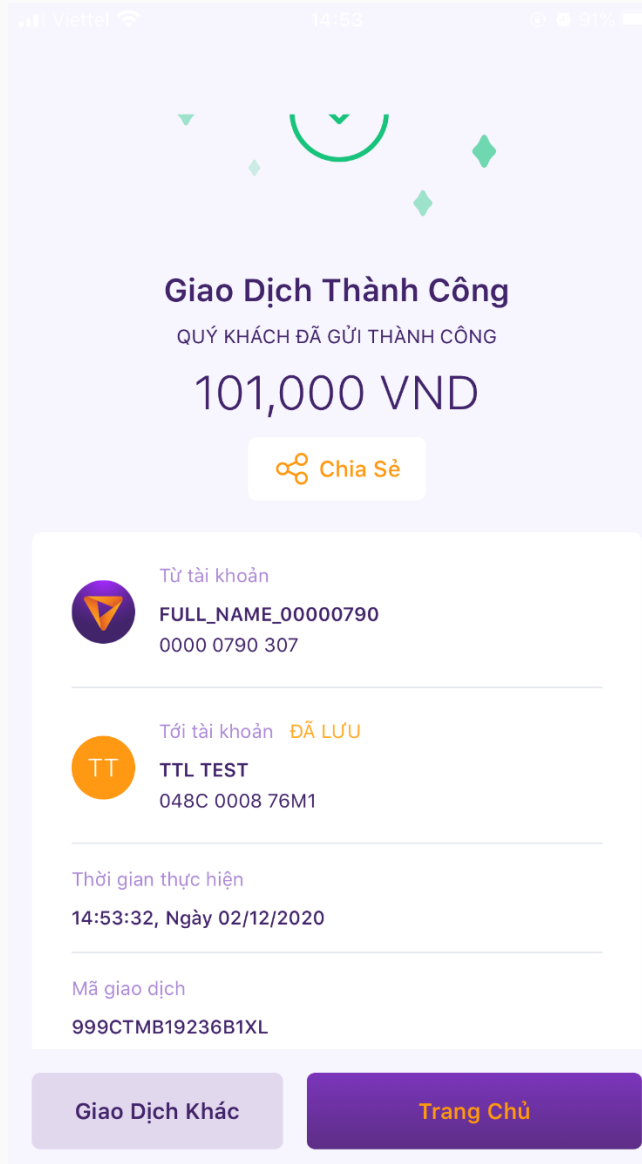 Viettel 14:53 91%
Giao Dịch Thành Công
QUÝ KHÁCH ĐÃ GỬI THÀNH CÔNG
101,000 VND
Chia Sẻ
Từ tài khoản
FULL_NAME_00000790
0000 0790 307
Tới tài khoản ĐÃ LƯU
TT
TTL TEST
048C 0008 76M1
Thời gian thực hiện
14:53:32, Ngày 02/12/2020
Mã giao dịch
999CTMB19236B1XL
Giao Dịch Khác Trang Chủ